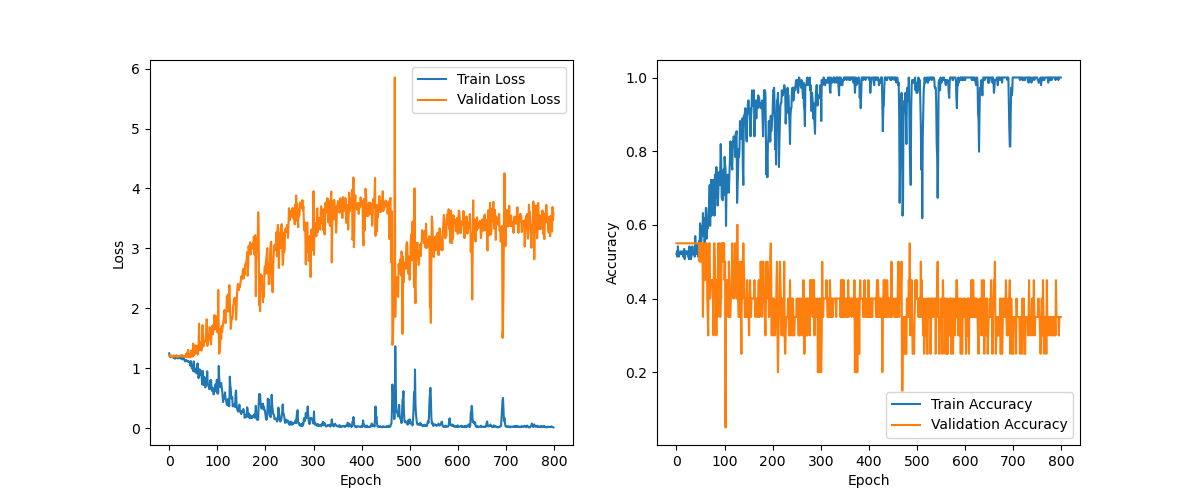 6
5
4
3
2
1
0
Loss
0 100 200 300 400 500 600 700 800
Epoch
Train Loss
Validation Loss
1.0
0.8
0.6
0.4
0.2
Accuracy
0 100 200 300 400 500 600 700 800
Epoch
Train Accuracy
Validation Accuracy